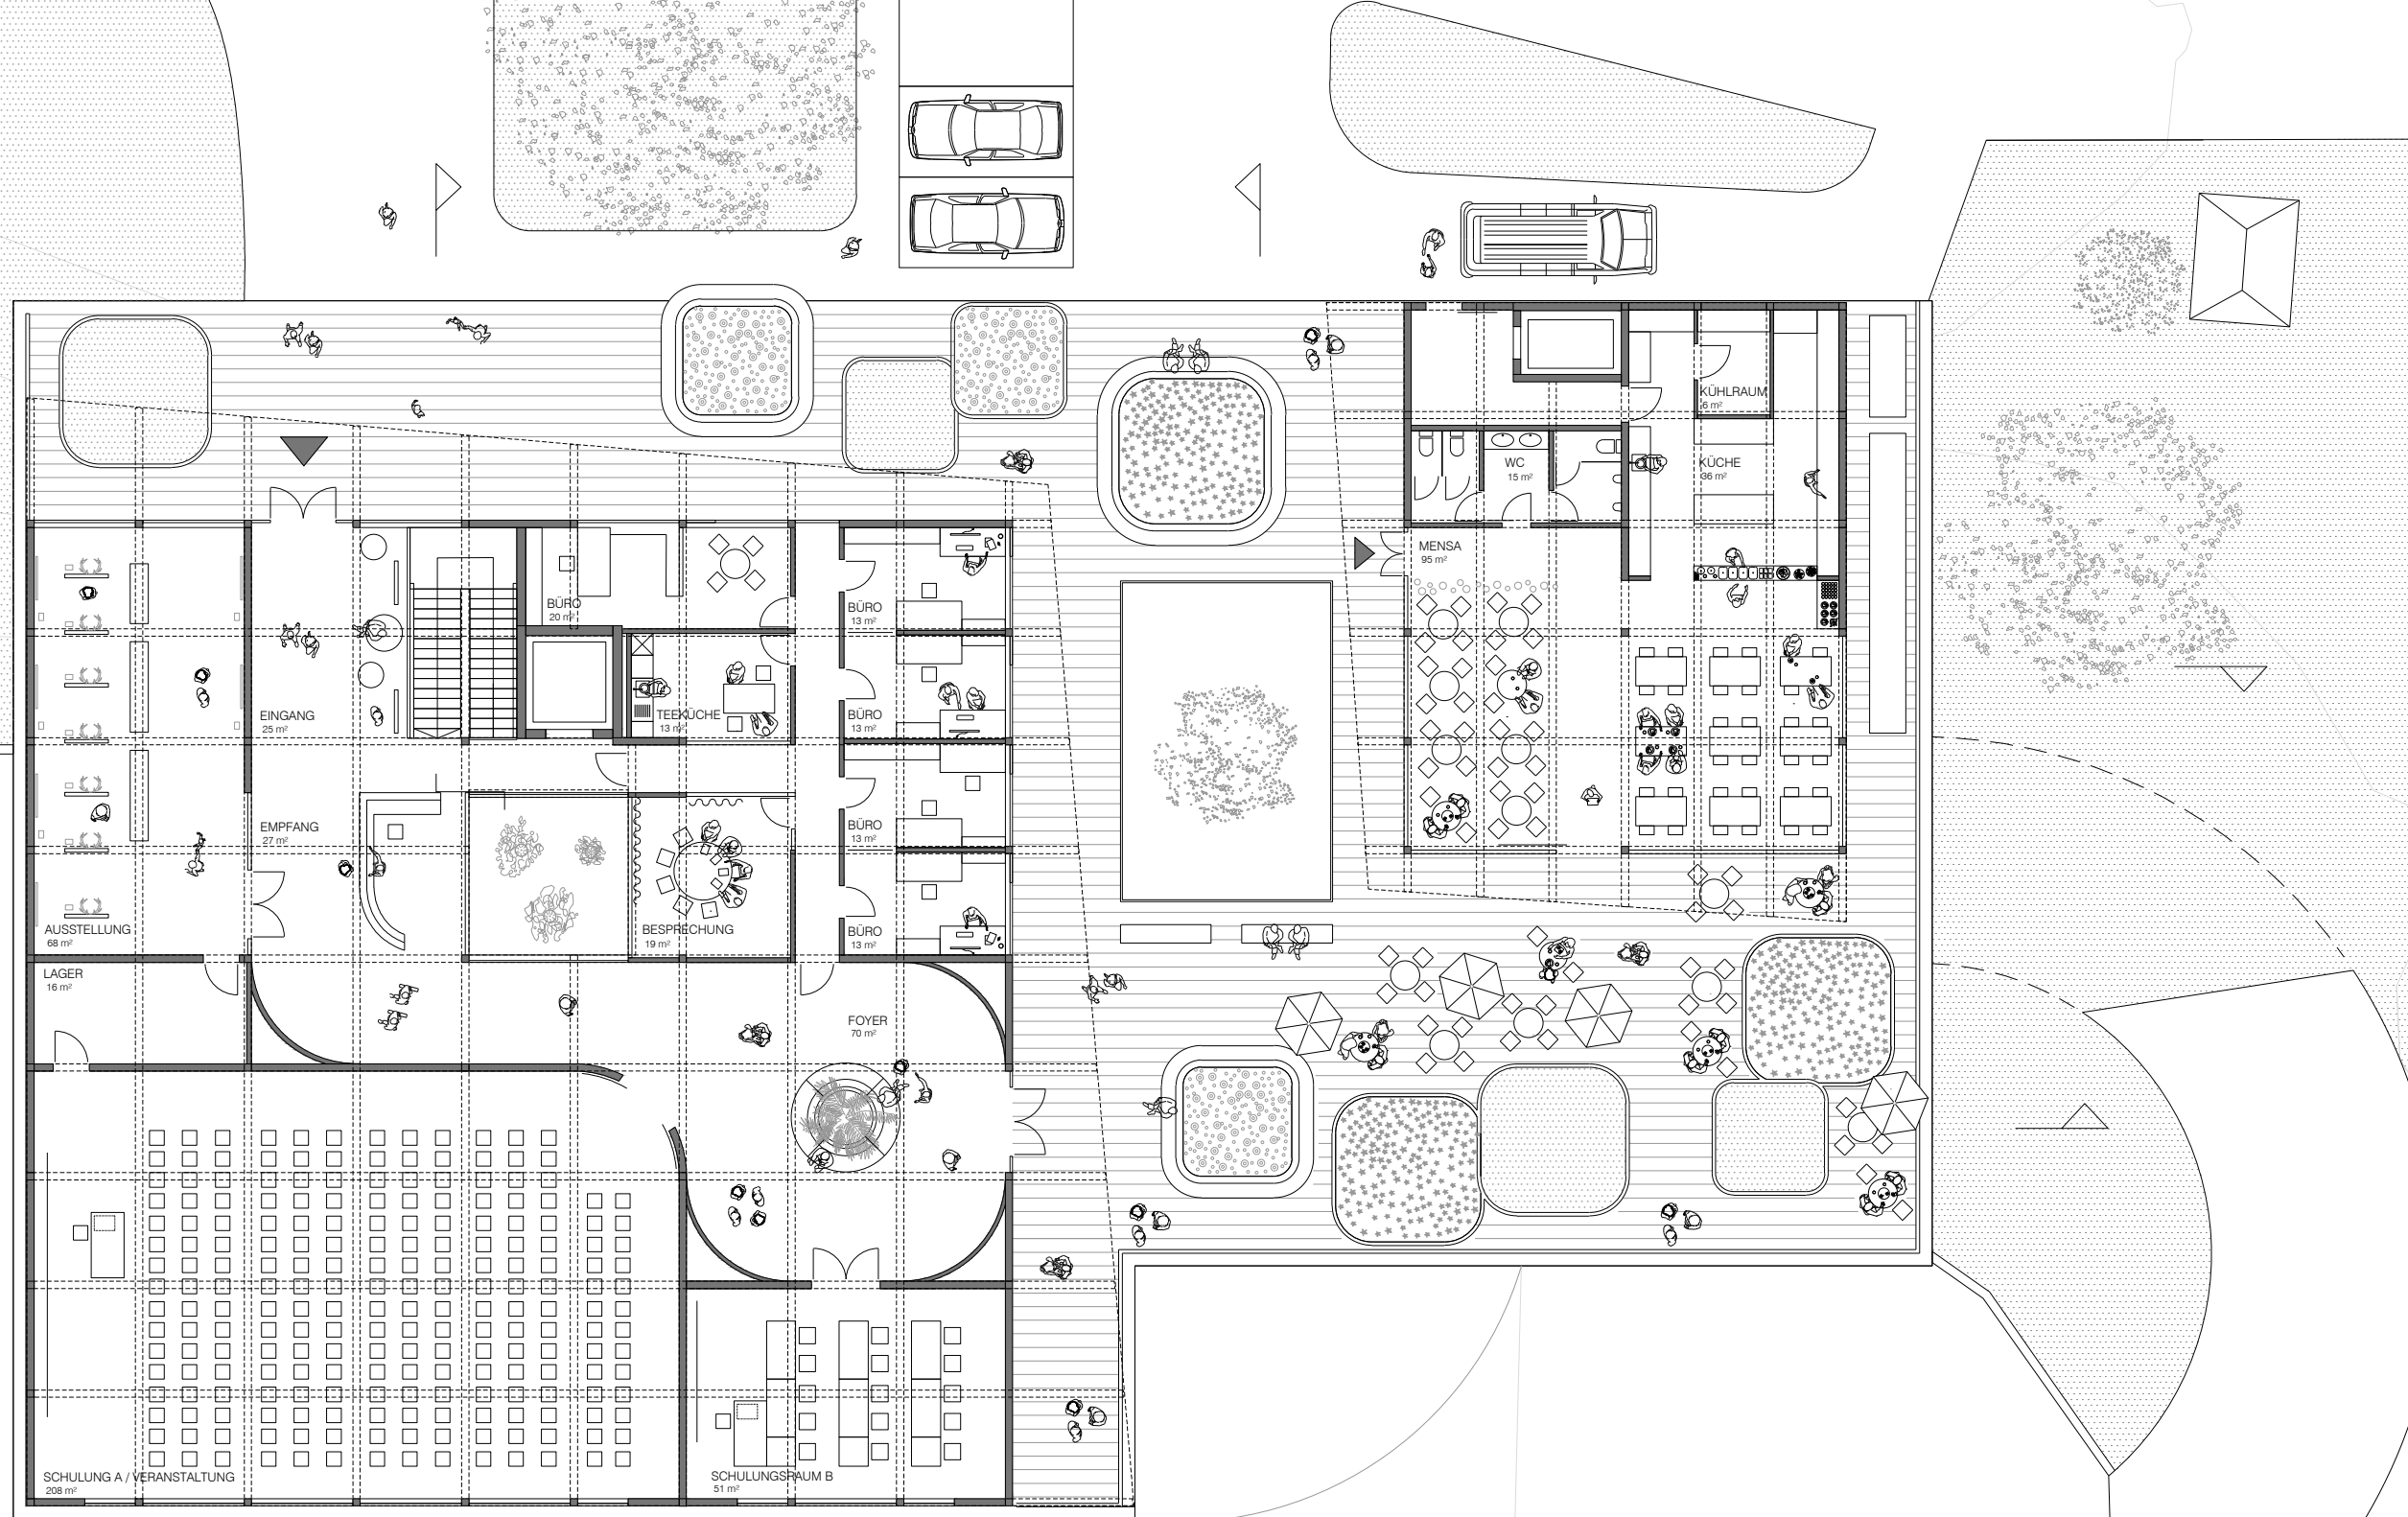 KÜHLRAUM
6 m²
WC
15 m²
KÜCHE
36 m²
MENSA
95 m²
BÜRO
20 m²
BÜRO
13 m²
EINGANG
25 m²
TEEKÜCHE
13 m²
BÜRO
13 m²
EMPFANG
27 m²
BÜRO
13 m²
AUSSTELLUNG
68 m²
BESPRECHUNG
19 m²
BÜRO
13 m²
LAGER
16 m²
FOYER
70 m²
SCHULUNG A / VERANSTALTUNG
208 m²
SCHULUNGSRAUM B
51 m²